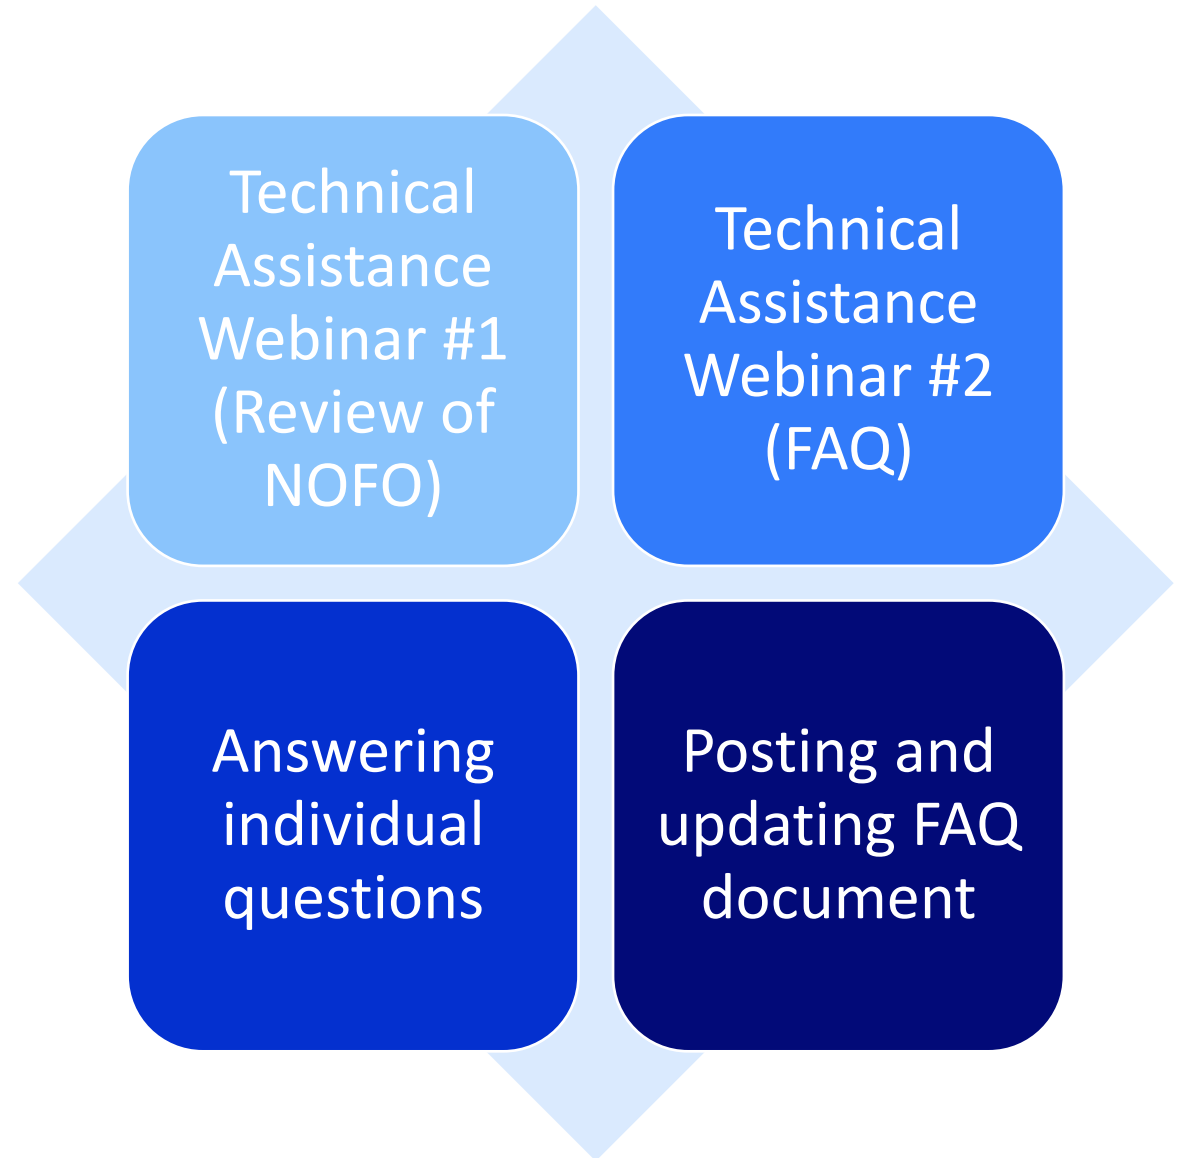 Technical
Assistance
Webinar #1
(Review of
NOFO)
Technical
Assistance
Webinar #2
(FAQ)
Answering
individual
questions
Posting and
updating FAQ
document